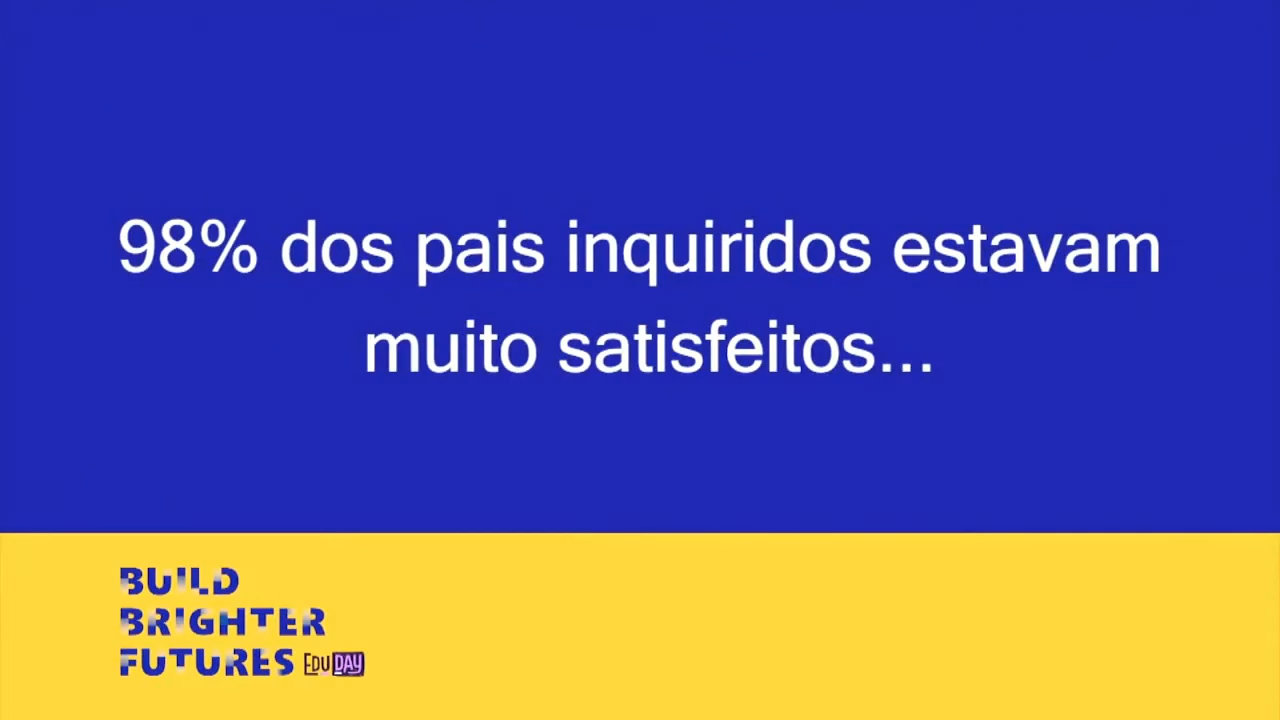 98% dos pais inquiridos estavam
muito satisfeitos...
BUILD
BRIGHTER
FUTURES EDUDAY